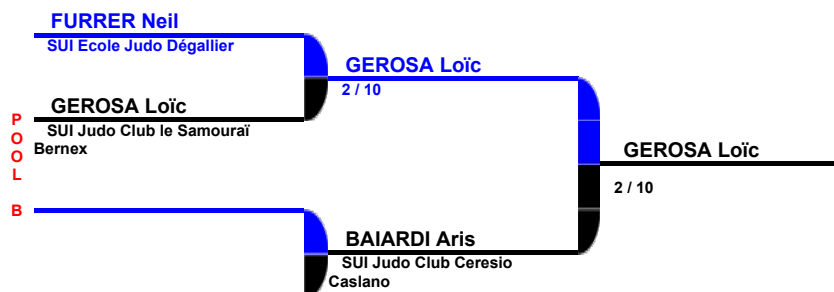 FURRER Neil
SUI Ecole Judo Dégallier
GEROSA Loïc
2 / 10
GEROSA Loïc
SUI Judo Club le Samouraï
Bernex
POOL B
GEROSA Loïc
2 / 10
BAIARDI Aris
SUI Judo Club Ceresio
Caslano